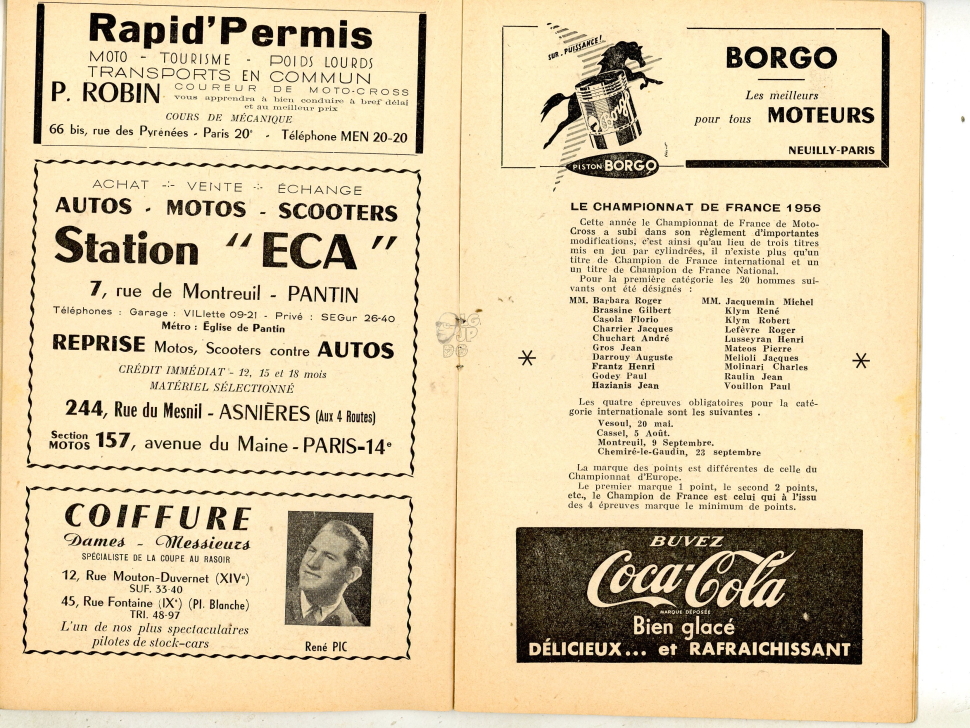 Rapid'Permis
MOTO - TOURISME - POIDS LOURDS
TRANSPORTS EN COMMUN
P. ROBIN COUREUR DE MOTO-CROSS
vous apprendra à bien conduire à bref délai
et au meilleur prix
COURS DE MÉCANIQUE
66 bis, rue des Pyrénées - Paris 20e - Téléphone MEN 20-20
ACHAT -:- VENTE -:- ÉCHANGE
AUTOS - MOTOS - SCOOTERS
Station "ECA"
7, rue de Montreuil - PANTIN
Téléphones : Garage : VILlette 09-21 - Privé : SEGur 26-40
Métro : Église de Pantin
REPRISE Motos, Scooters contre AUTOS
CRÉDIT IMMÉDIAT - 12, 15 et 18 mois
MATÉRIEL SÉLECTIONNÉ
244, Rue du Mesnil - ASNIÈRES (Aux 4 Routes)
Section MOTOS 157, avenue du Maine - PARIS-14e
COIFFURE
Dames - Messieurs
SPÉCIALISTE DE LA COUPE AU RASOIR
12, Rue Mouton-Duvernet (XIVe)
SUF. 33-40
45, Rue Fontaine (IXe) (Pl. Blanche)
TRI. 48-97
L'un de nos plus spectaculaires
pilotes de stock-cars
René PIC
SUR-PUISSANCE!
BORGO
PISTON BORGO
BORGO
Les meilleurs
pour tous MOTEURS
NEUILLY-PARIS
LE CHAMPIONNAT DE FRANCE 1956
Cette année le Championnat de France de Moto-
Cross a subi dans son règlement d'importantes
modifications, c'est ainsi qu'au lieu de trois titres
mis en jeu par cylindrées, il n'existe plus qu'un
titre de Champion de France international et un
un titre de Champion de France National.
Pour la première catégorie les 20 hommes sui-
vants ont été désignés :
MM. Barbara Roger
Brassine Gilbert
Casola Florio
Charrier Jacques
Chuchart André
Gros Jean
Darrouy Auguste
Frantz Henri
Godey Paul
Hazianis Jean
MM. Jacquemin Michel
Klym René
Klym Robert
Lefèvre Roger
Lusseyran Henri
Mateos Pierre
Melioli Jacques
Molinari Charles
Raulin Jean
Vouillon Paul
Les quatre épreuves obligatoires pour la caté-
gorie internationale sont les suivantes .
Vesoul, 20 mai.
Cassel, 5 Août.
Montreuil, 9 Septembre.
Chemiré-le-Gaudin, 23 septembre
La marque des points est différentes de celle du
Championnat d'Europe.
Le premier marque 1 point, le second 2 points,
etc., le Champion de France est celui qui à l'issu
des 4 épreuves marque le minimum de points.
BUVEZ
Coca-Cola
MARQUE DÉPOSÉE
Bien glacé
DÉLICIEUX... et RAFRAICHISSANT